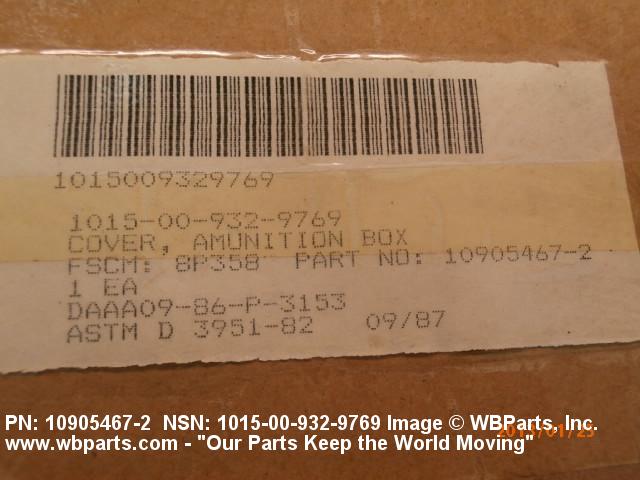 1015009329769
1015-00-932-9769
COVER, AMUNITION BOX
FSCM: 8P358 PART NO: 10905467-2
1 EA
DAAA09-86-P-3153
ASTM D 3951-82 09/87
PN: 10905467-2 NSN: 1015-00-932-9769 Image © WBParts, Inc.
www.wbparts.com - "Our Parts Keep the World Moving"